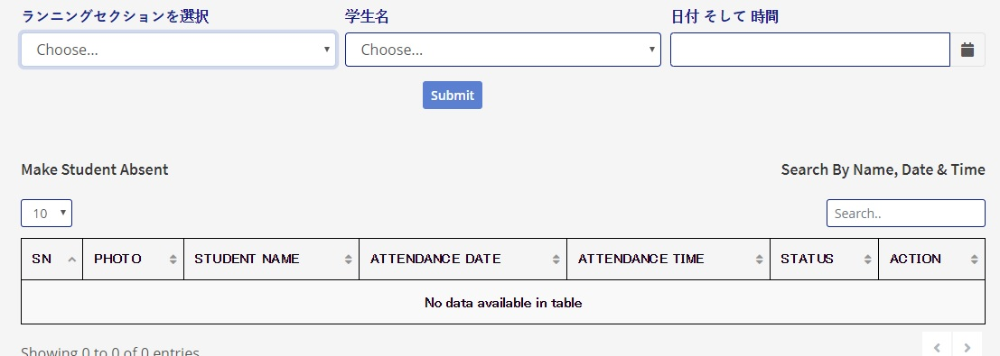 ランニングセクションを選択 学生名 日付 そして 時間
Choose... Choose...
Submit
Make Student Absent Search By Name, Date & Time
10 Search..
SN PHOTO STUDENT NAME ATTENDANCE DATE ATTENDANCE TIME STATUS ACTION
No data available in table
Showing 0 to 0 of 0 entries